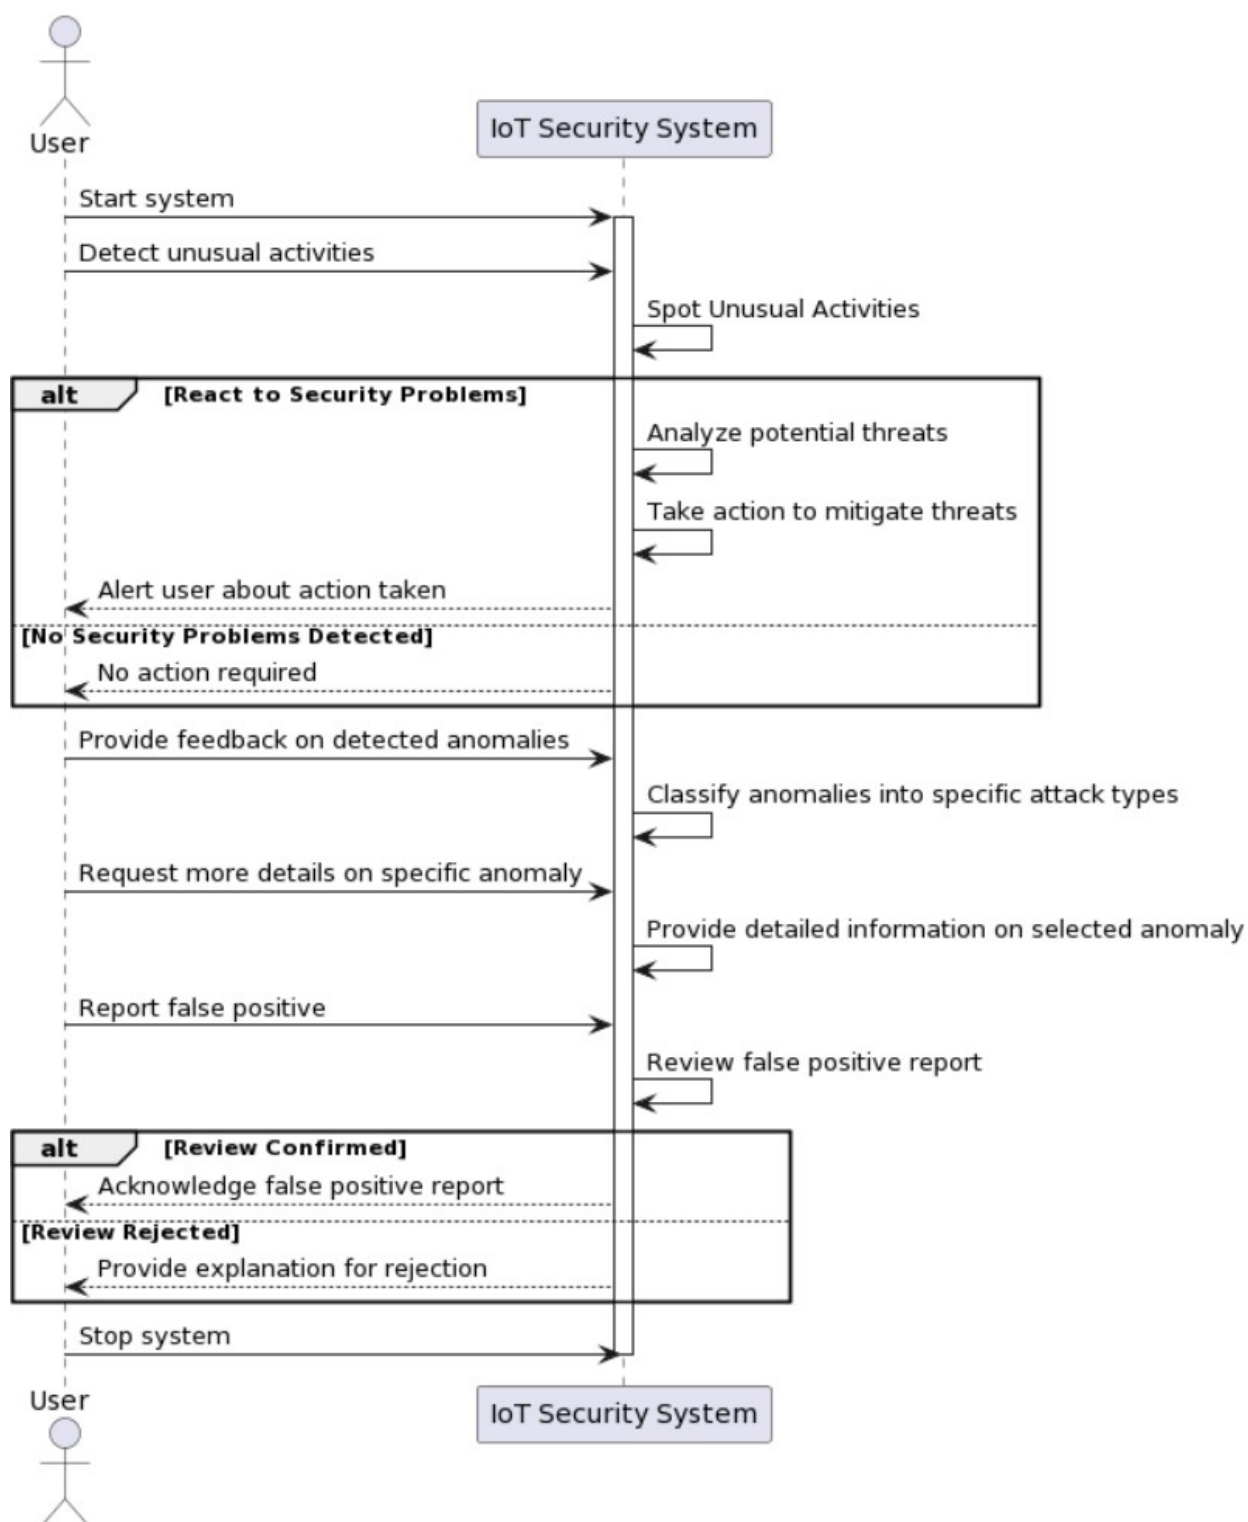 User
IoT Security System
Start system
Detect unusual activities
Spot Unusual Activities
alt [React to Security Problems]
Analyze potential threats
Take action to mitigate threats
Alert user about action taken
[No Security Problems Detected]
No action required
Provide feedback on detected anomalies
Classify anomalies into specific attack types
Request more details on specific anomaly
Provide detailed information on selected anomaly
Report false positive
Review false positive report
alt [Review Confirmed]
Acknowledge false positive report
[Review Rejected]
Provide explanation for rejection
Stop system
User
IoT Security System